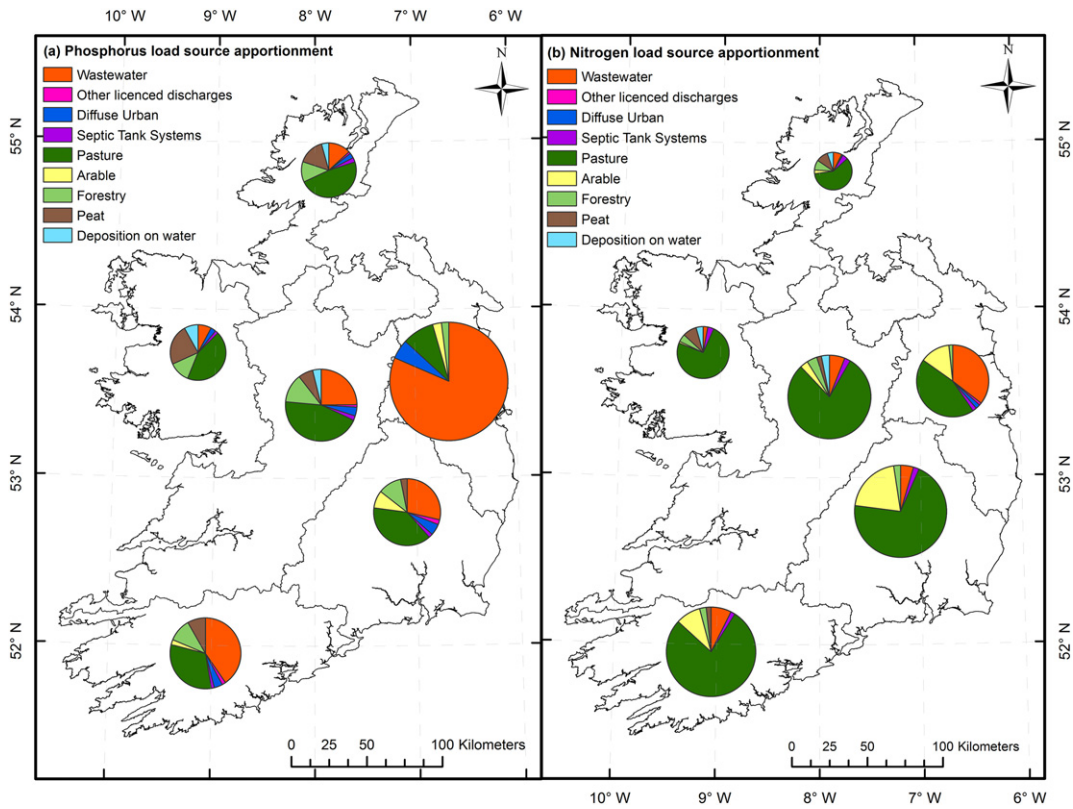 10° W 9° W 8° W 7° W 6° W
(a) Phosphorus load source apportionment
N
Wastewater
Other licenced discharges
Diffuse Urban
Septic Tank Systems
Pasture
Arable
Forestry
Peat
Deposition on water
55° N
54° N
53° N
52° N
0 25 50 100 Kilometers
(b) Nitrogen load source apportionment
N
Wastewater
Other licenced discharges
Diffuse Urban
Septic Tank Systems
Pasture
Arable
Forestry
Peat
Deposition on water
55° N
54° N
53° N
52° N
0 25 50 100 Kilometers
10° W 9° W 8° W 7° W 6° W